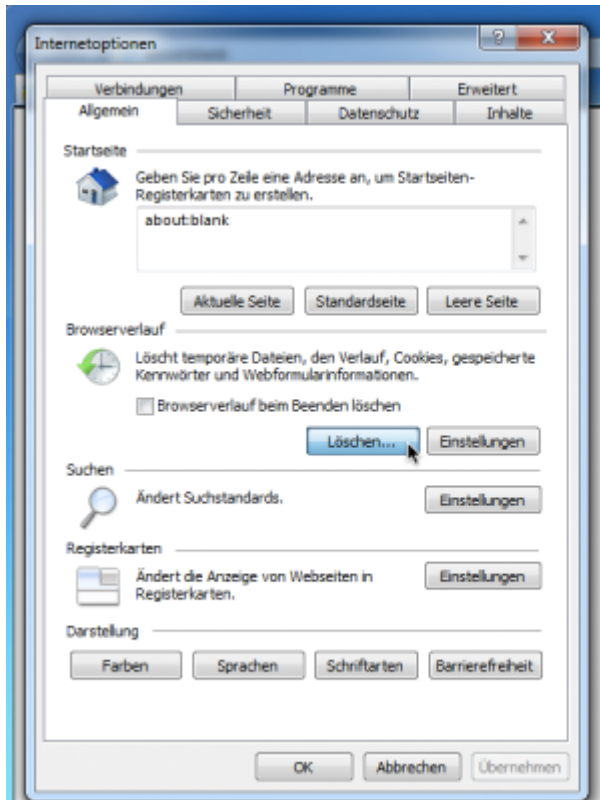 Internetoptionen
Verbindungen Programme Erweitert
Allgemein Sicherheit Datenschutz Inhalte
Startseite
Geben Sie pro Zeile eine Adresse an, um Startseiten-
Registerkarten zu erstellen.
about:blank
Aktuelle Seite Standardseite Leere Seite
Browserverlauf
Löscht temporäre Dateien, den Verlauf, Cookies, gespeicherte
Kennwörter und Webformularinformationen.
Browserverlauf beim Beenden löschen
Löschen... Einstellungen
Suchen
Ändert Suchstandards. Einstellungen
Registerkarten
Ändert die Anzeige von Webseiten in Einstellungen
Registerkarten.
Darstellung
Farben Sprachen Schriftarten Barrierefreiheit
OK Abbrechen Übernehmen